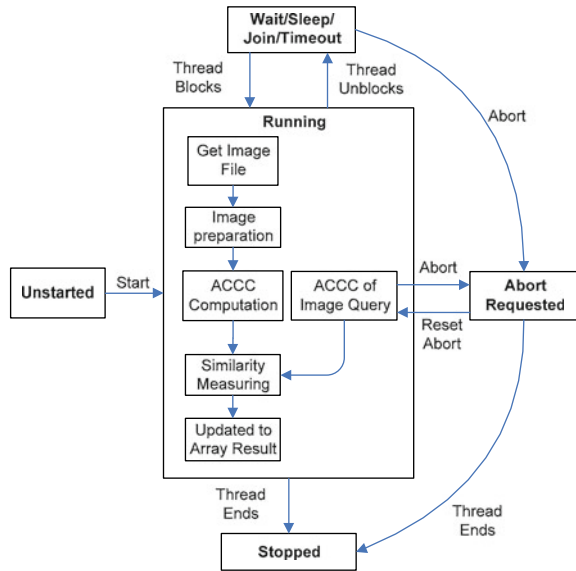 Wait/Sleep/
Join/Timeout
Thread
Blocks
Thread
Unblocks
Abort
Running
Get Image
File
Image
preparation
Unstarted
Start
ACCC
Computation
ACCC of
Image Query
Abort
Reset
Abort
Abort
Requested
Similarity
Measuring
Updated to
Array Result
Thread
Ends
Thread
Ends
Stopped